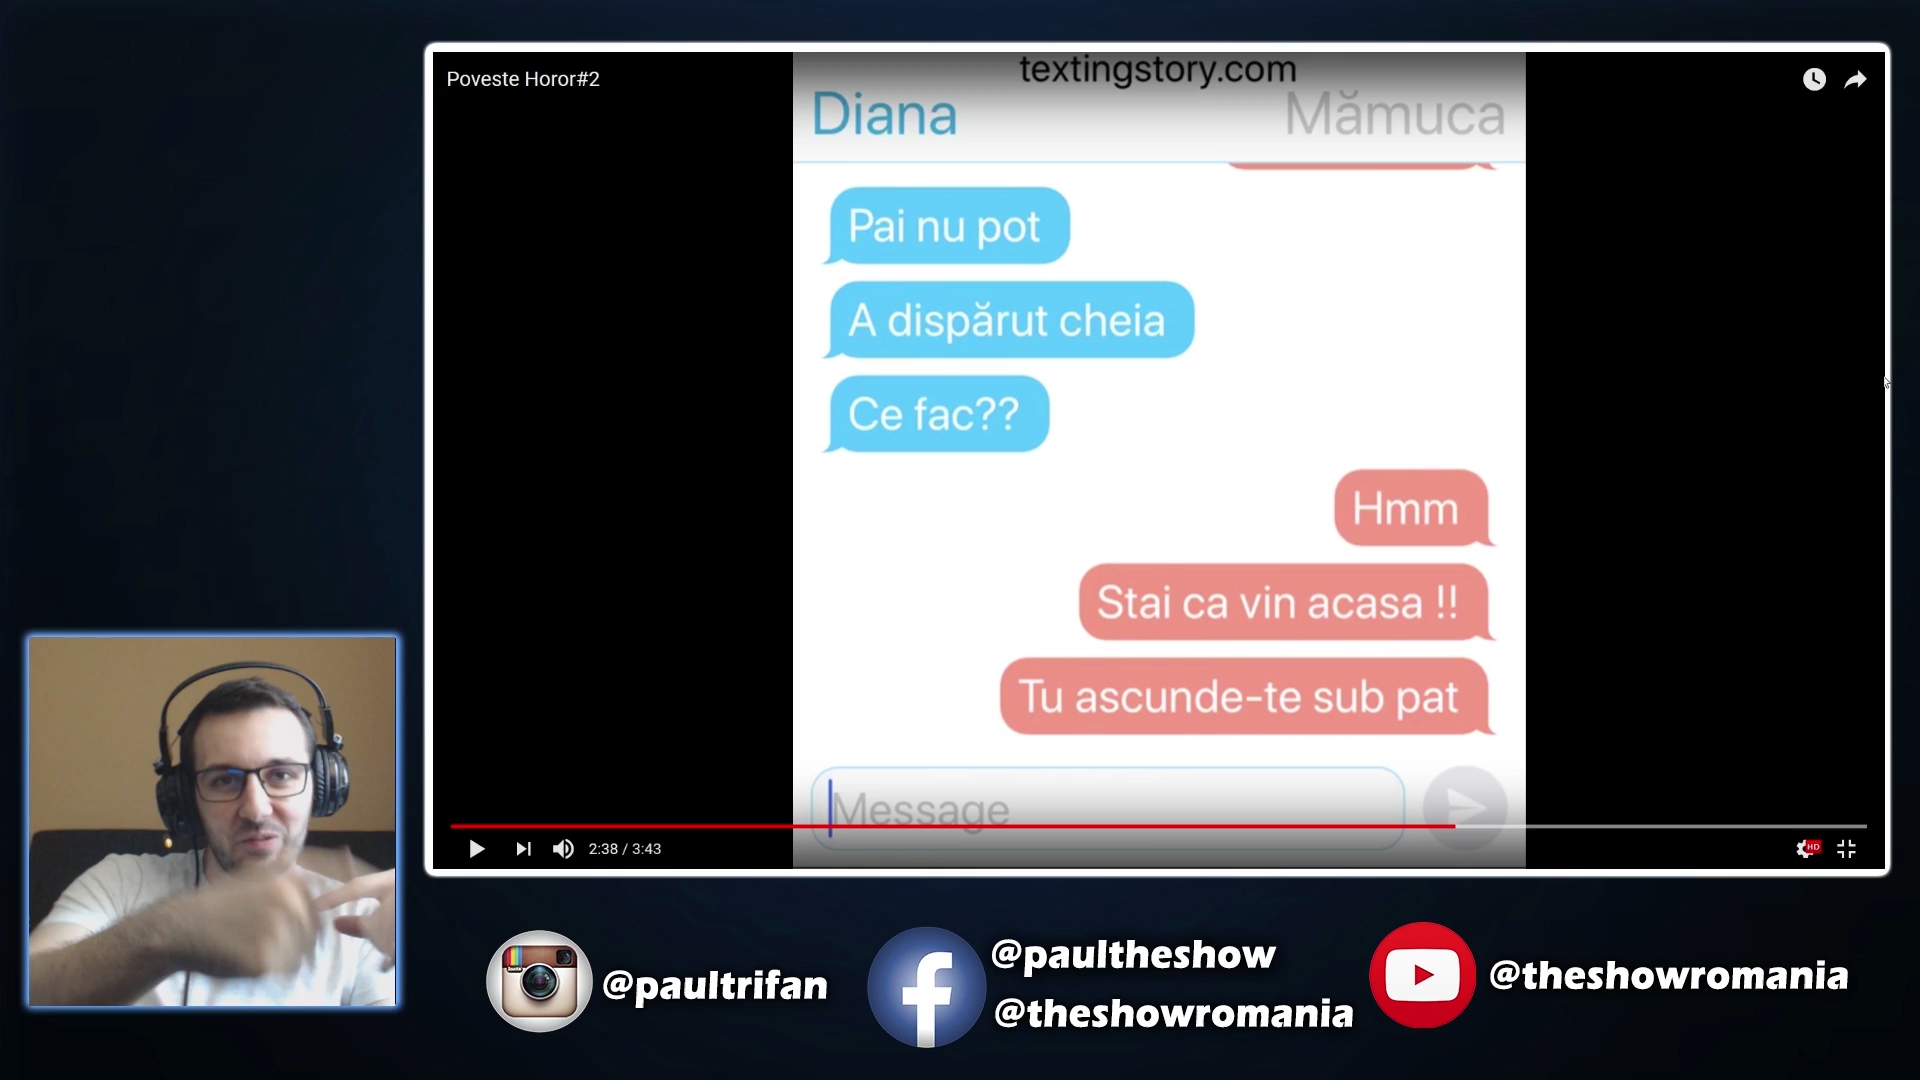 Poveste Horor#2
textingstory.com
Diana
Mămuca
Pai nu pot
A dispărut cheia
Ce fac??
Hmm
Stai ca vin acasa !!
Tu ascunde-te sub pat
Message
2:38 / 3:43
HD
@paultrifan
@paultheshow
@theshowromania
@theshowromania